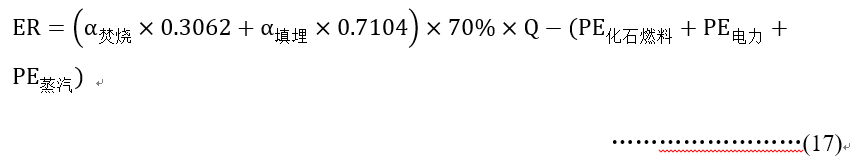 ER = (α焚烧 × 0.3062 + α填埋 × 0.7104) × 70% × Q − (PE化石燃料 + PE电力 +
PE蒸汽) ↵
……………………(17)↵